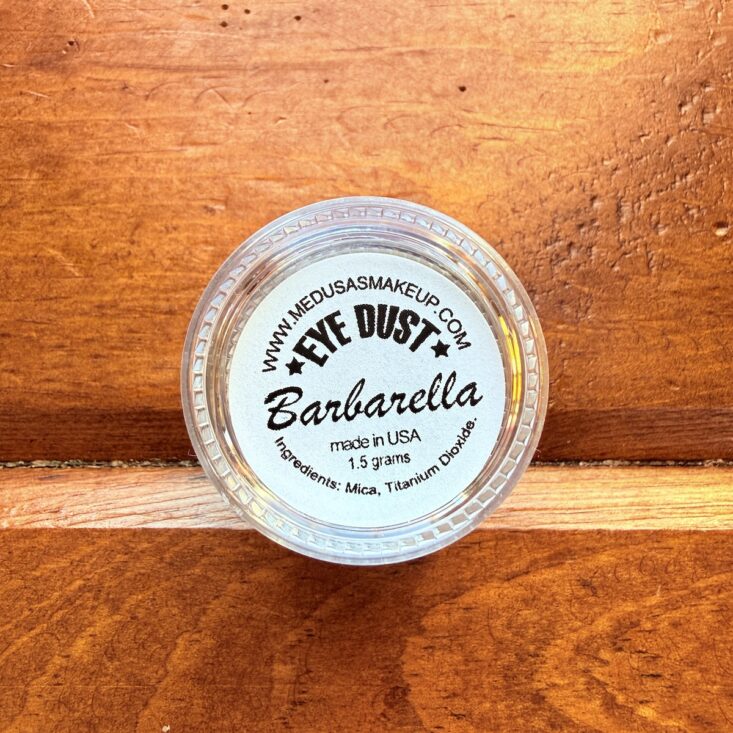 WWW.MEDUSASMAKEUP.COM
★EYE DUST★
Barbarella
made in USA
1.5 grams
Ingredients: Mica, Titanium Dioxide.